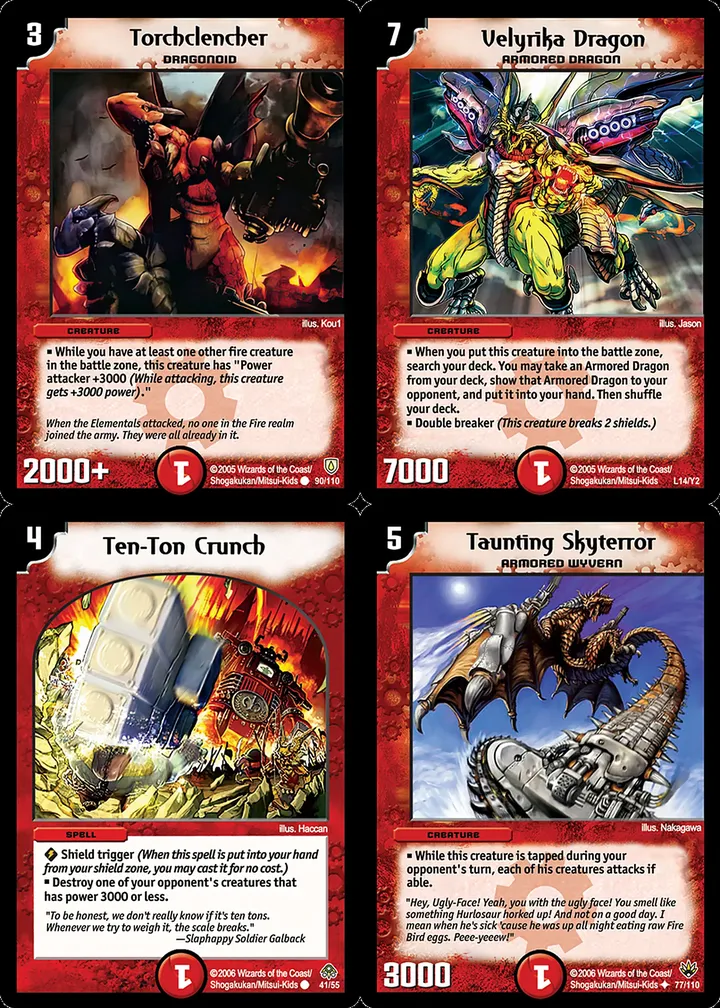 3
Torchclencher
DRAGONOID
illus. Kou1
CREATURE
▪ While you have at least one other fire creature
in the battle zone, this creature has "Power
attacker +3000 (While attacking, this creature
gets +3000 power)."
When the Elementals attacked, no one in the Fire realm
joined the army. They were all already in it.
2000+
1
©2005 Wizards of the Coast/
Shogakukan/Mitsui-Kids ● 90/110
7
Velyrika Dragon
ARMORED DRAGON
illus. Jason
CREATURE
▪ When you put this creature into the battle zone,
search your deck. You may take an Armored Dragon
from your deck, show that Armored Dragon to your
opponent, and put it into your hand. Then shuffle
your deck.
▪ Double breaker (This creature breaks 2 shields.)
7000
1
©2005 Wizards of the Coast/
Shogakukan/Mitsui-Kids L14/Y2
4
Ten-Ton Crunch
illus. Haccan
SPELL
Shield trigger (When this spell is put into your hand
from your shield zone, you may cast it for no cost.)
▪ Destroy one of your opponent's creatures that
has power 3000 or less.
"To be honest, we don't really know if it's ten tons.
Whenever we try to weigh it, the scale breaks."
—Slaphappy Soldier Galback
1
©2006 Wizards of the Coast/
Shogakukan/Mitsui-Kids ● 41/55
5
Taunting Skyterror
ARMORED WYVERN
illus. Nakagawa
CREATURE
▪ While this creature is tapped during your
opponent's turn, each of his creatures attacks if
able.
"Hey, Ugly-Face! Yeah, you with the ugly face! You smell like
something Hurlosaur horked up! And not on a good day. I
mean when he's sick 'cause he was up all night eating raw Fire
Bird eggs. Peee-yeeew!"
3000
1
©2006 Wizards of the Coast/
Shogakukan/Mitsui-Kids ✦ 77/110